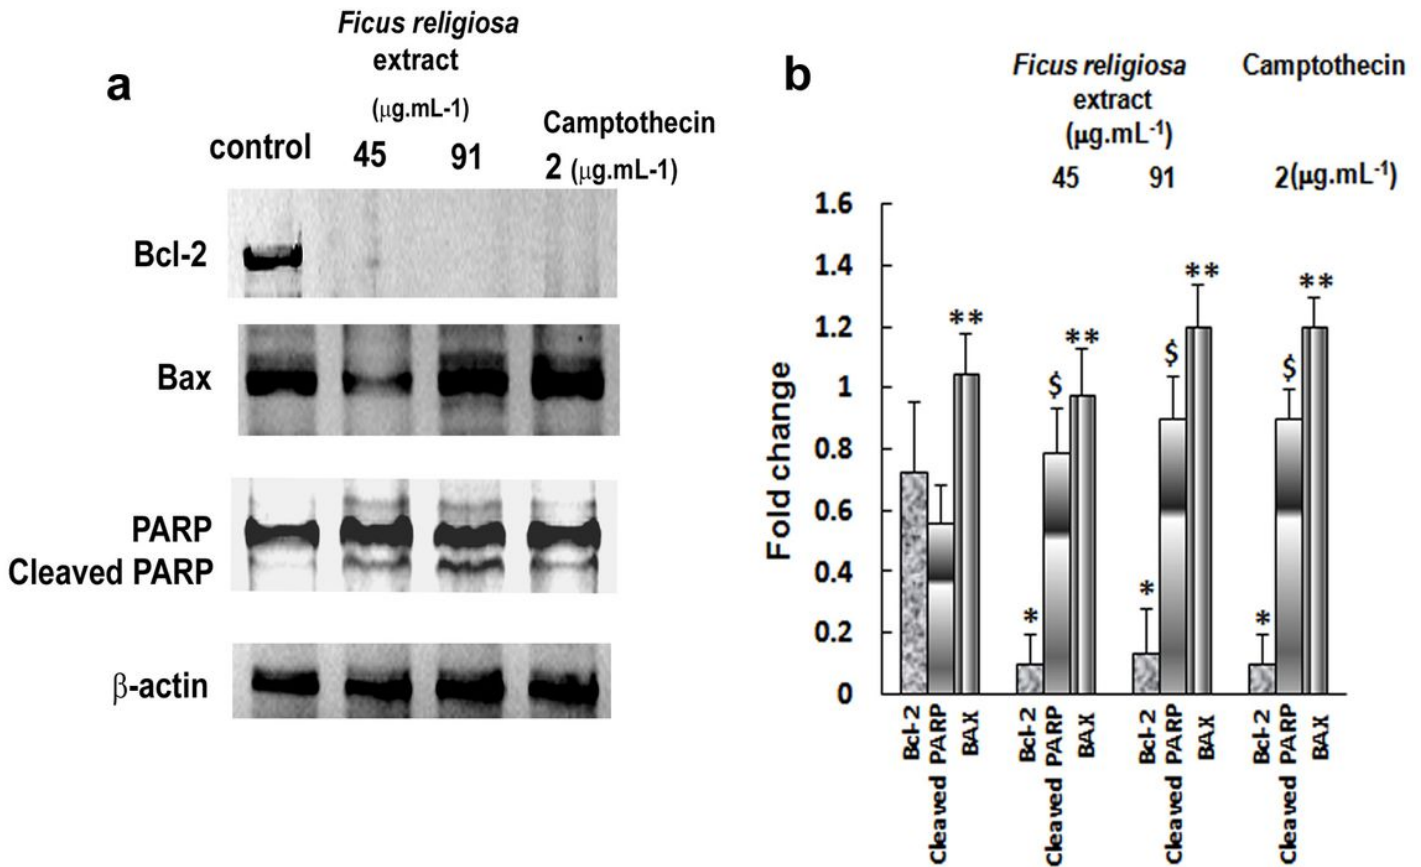 a
Ficus religiosa
extract
(μg.mL-1)
control
45
91
Camptothecin
2 (μg.mL-1)
Bcl-2
Bax
PARP
Cleaved PARP
β-actin
b
Ficus religiosa
extract
(μg.mL-1)
45
91
Camptothecin
2(μg.mL-1)
Fold change
1.6
1.4
1.2
1
0.8
0.6
0.4
0.2
0
**
*
$
**
*
$
**
*
$
**
Bcl-2
Cleaved PARP
BAX
Bcl-2
Cleaved PARP
BAX
Bcl-2
Cleaved PARP
BAX
Bcl-2
Cleaved PARP
BAX